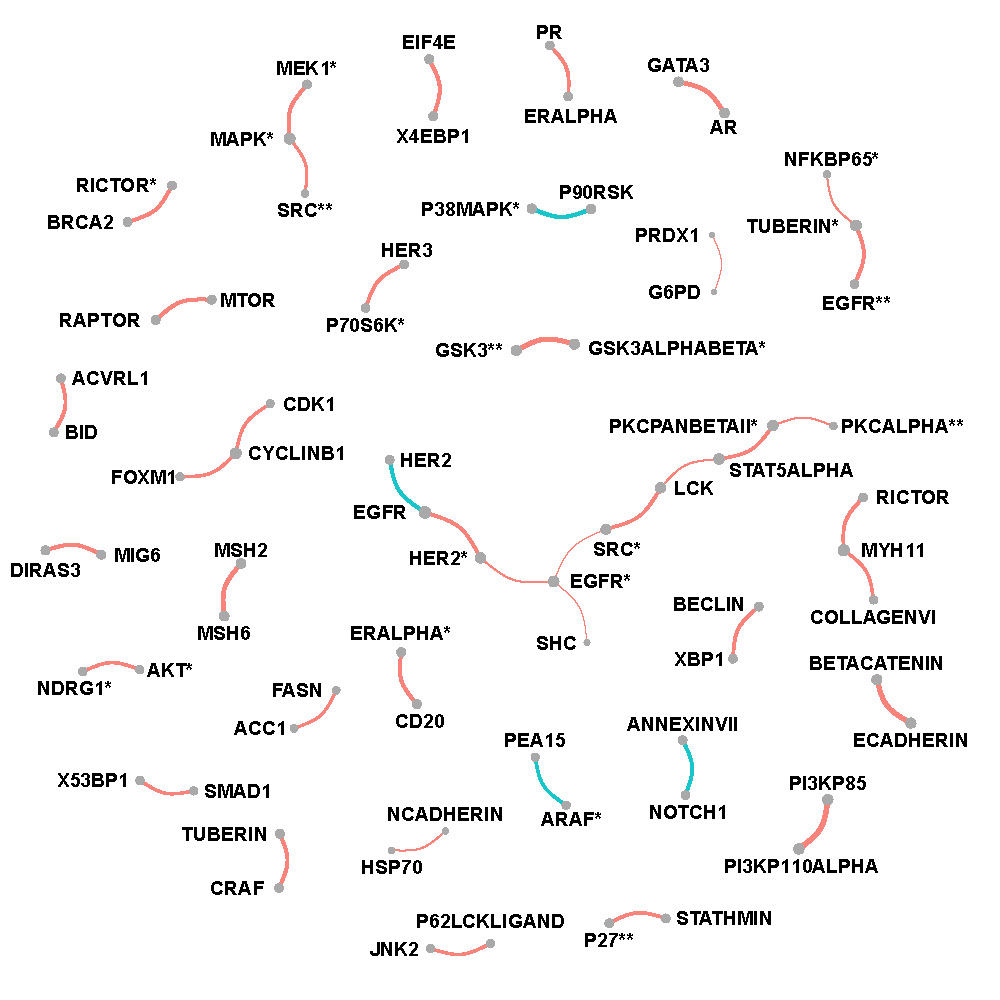 PR
EIF4E
GATA3
MEK1*
ERALPHA
AR
X4EBP1
MAPK*
NFKBP65*
RICTOR*
P90RSK
SRC**
P38MAPK*
BRCA2
TUBERIN*
PRDX1
HER3
G6PD
MTOR
EGFR**
RAPTOR
P70S6K*
GSK3**
GSK3ALPHABETA*
ACVRL1
CDK1
PKCPANBETAII*
PKCALPHA**
BID
CYCLINB1
HER2
STAT5ALPHA
FOXM1
LCK
RICTOR
EGFR
SRC*
MYH11
MSH2
MIG6
HER2*
DIRAS3
EGFR*
BECLIN
COLLAGENVI
MSH6
ERALPHA*
SHC
XBP1
BETACATENIN
AKT*
NDRG1*
FASN
CD20
ANNEXINVII
ACC1
PEA15
ECADHERIN
X53BP1
SMAD1
PI3KP85
NOTCH1
NCADHERIN
ARAF*
TUBERIN
HSP70
PI3KP110ALPHA
CRAF
P62LCKLIGAND
STATHMIN
P27**
JNK2